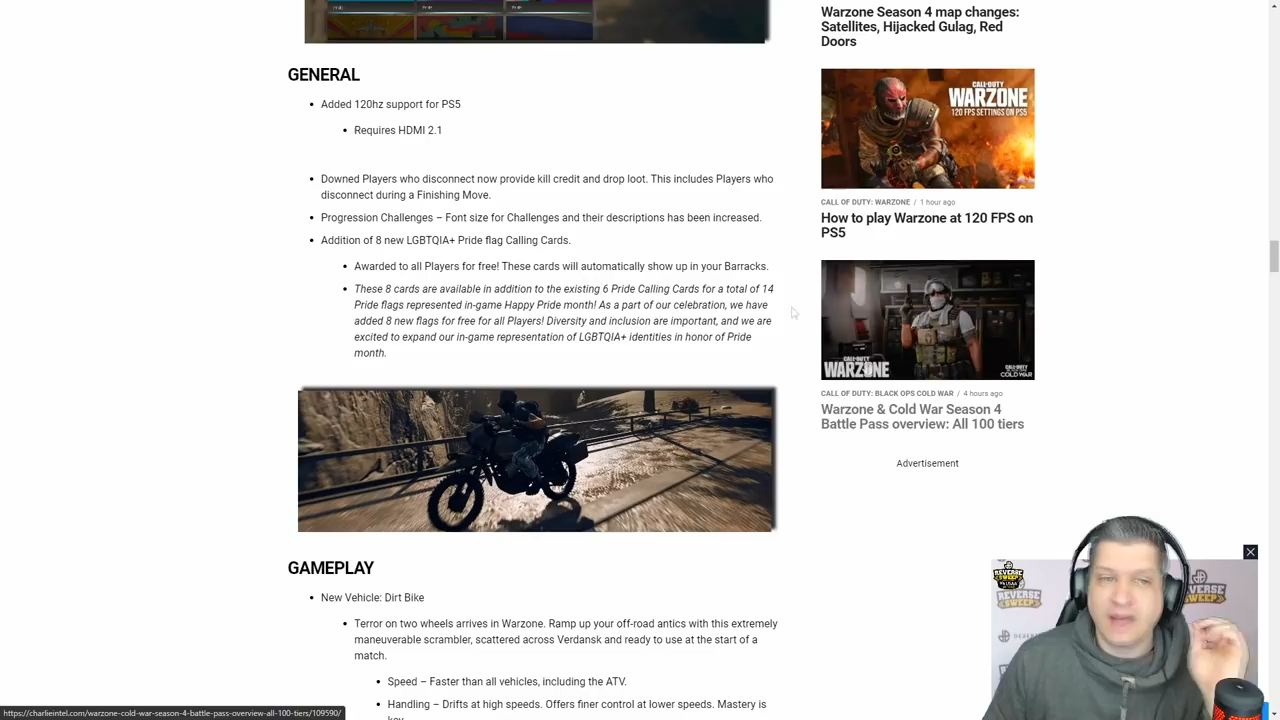 GENERAL
Added 120hz support for PS5
Requires HDMI 2.1
Downed Players who disconnect now provide kill credit and drop loot. This includes Players who
disconnect during a Finishing Move.
Progression Challenges – Font size for Challenges and their descriptions has been increased.
Addition of 8 new LGBTQIA+ Pride flag Calling Cards.
Awarded to all Players for free! These cards will automatically show up in your Barracks.
These 8 cards are available in addition to the existing 6 Pride Calling Cards for a total of 14
Pride flags represented in-game Happy Pride month! As a part of our celebration, we have
added 8 new flags for free for all Players! Diversity and inclusion are important, and we are
excited to expand our in-game representation of LGBTQIA+ identities in honor of Pride
month.
GAMEPLAY
New Vehicle: Dirt Bike
Terror on two wheels arrives in Warzone. Ramp up your off-road antics with this extremely
maneuverable scrambler, scattered across Verdansk and ready to use at the start of a
match.
Speed – Faster than all vehicles, including the ATV.
Handling – Drifts at high speeds. Offers finer control at lower speeds. Mastery is
key.
Warzone Season 4 map changes:
Satellites, Hijacked Gulag, Red
Doors
CALL OF DUTY:
WARZONE
120 FPS SETTINGS ON PS5
CALL OF DUTY: WARZONE / 1 hour ago
How to play Warzone at 120 FPS on
PS5
CALL OF DUTY
WARZONE
CALL OF DUTY
COLD WAR
CALL OF DUTY: BLACK OPS COLD WAR / 4 hours ago
Warzone & Cold War Season 4
Battle Pass overview: All 100 tiers
Advertisement
REVERSE
SWEEP
REVERSE
SWEEP
https://charlieintel.com/warzone-cold-war-season-4-battle-pass-overview-all-100-tiers/109590/